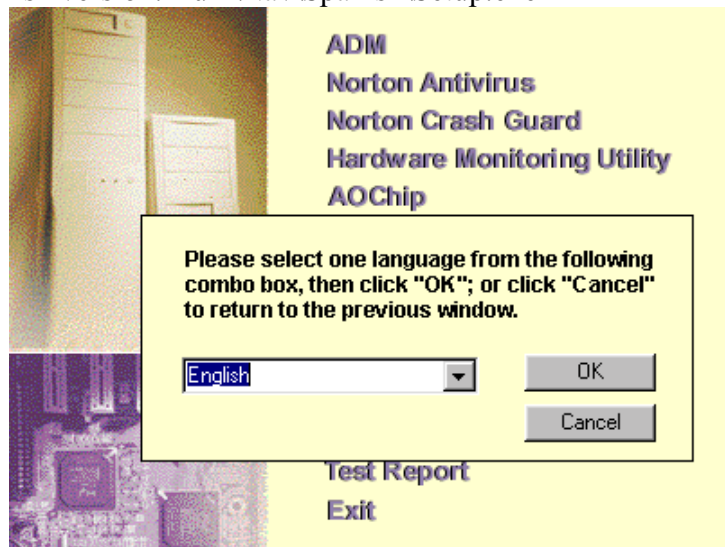 ADM
Norton Antivirus
Norton Crash Guard
Hardware Monitoring Utility
AOChip
Please select one language from the following
combo box, then click "OK"; or click "Cancel"
to return to the previous window.
English
OK
Cancel
Test Report
Exit